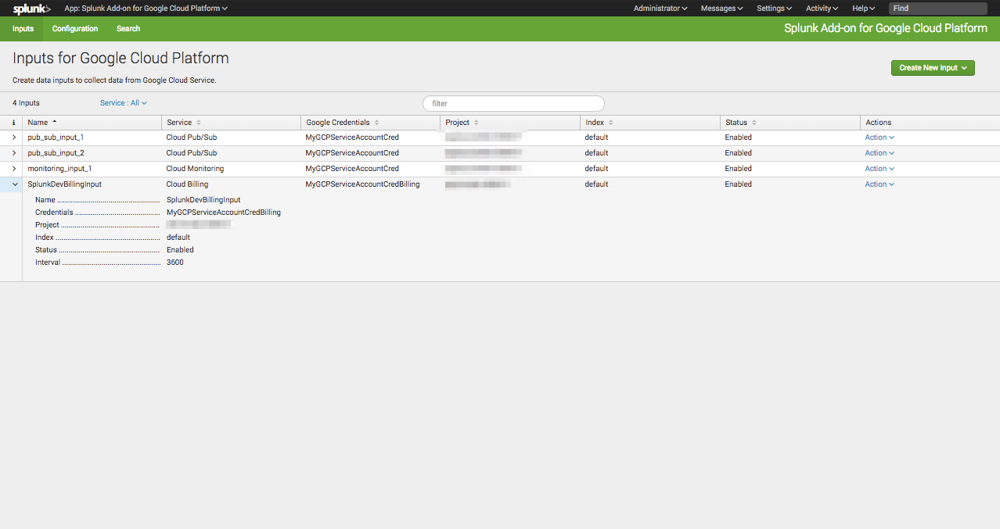 splunk> App: Splunk Add-on for Google Cloud Platform Administrator Messages Settings Activity Help Find
Inputs Configuration Search Splunk Add-on for Google Cloud Platform
Inputs for Google Cloud Platform
Create data inputs to collect data from Google Cloud Service.
Create New Input
4 Inputs Service : All filter
i Name Service Google Credentials Project Index Status Actions
pub_sub_input_1 Cloud Pub/Sub MyGCPServiceAccountCred default Enabled Action
pub_sub_input_2 Cloud Pub/Sub MyGCPServiceAccountCred default Enabled Action
monitoring_input_1 Cloud Monitoring MyGCPServiceAccountCred default Enabled Action
SplunkDevBillingInput Cloud Billing MyGCPServiceAccountCredBilling default Enabled Action
Name ................................................ SplunkDevBillingInput
Credentials ........................................ MyGCPServiceAccountCredBilling
Project ..............................................
Index ................................................. default
Status ............................................... Enabled
Interval .............................................. 3600